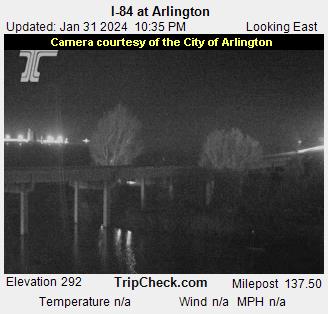 I-84 at Arlington
Updated: Jan 31 2024 10:35 PM Looking East
Camera courtesy of the City of Arlington
Elevation 292 TripCheck.com Milepost 137.50
Temperature n/a Wind n/a MPH n/a